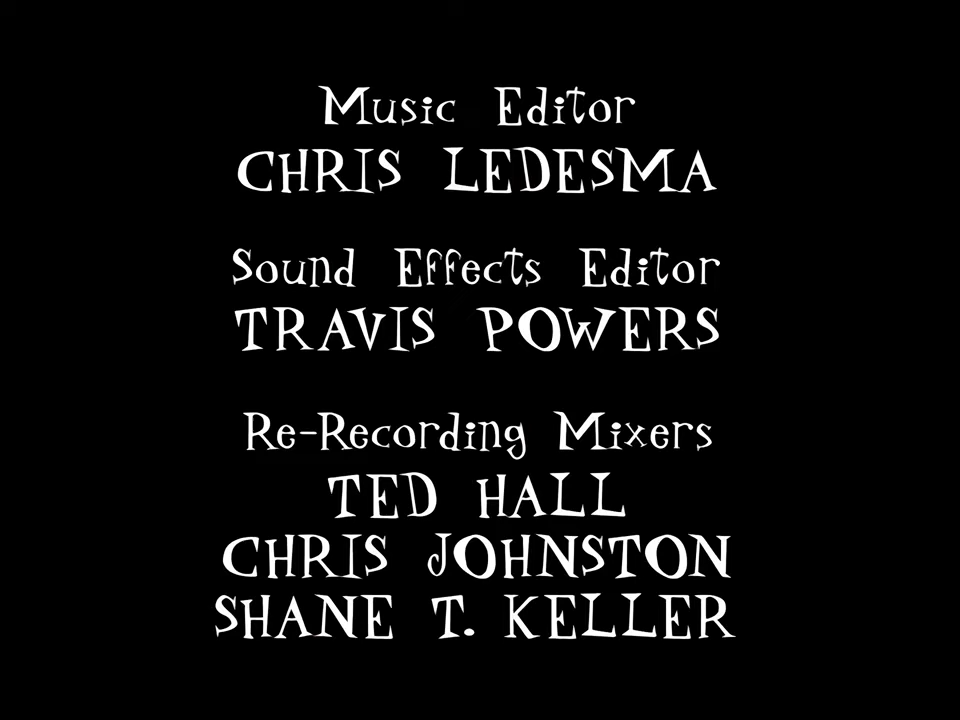 Music Editor
CHRIS LEDESMA
Sound Effects Editor
TRAVIS POWERS
Re-Recording Mixers
TED HALL
CHRIS JOHNSTON
SHANE T. KELLER